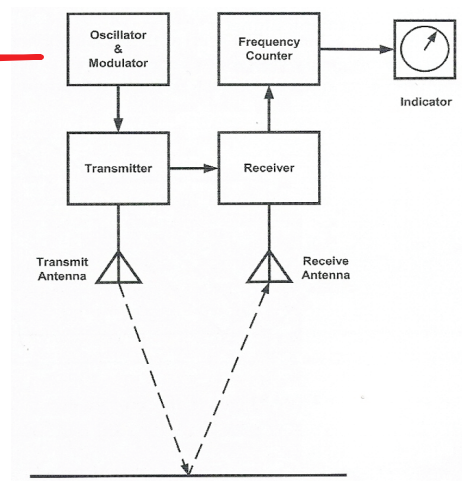 Oscillator
&
Modulator
Frequency
Counter
Indicator
Transmitter
Receiver
Transmit
Antenna
Receive
Antenna